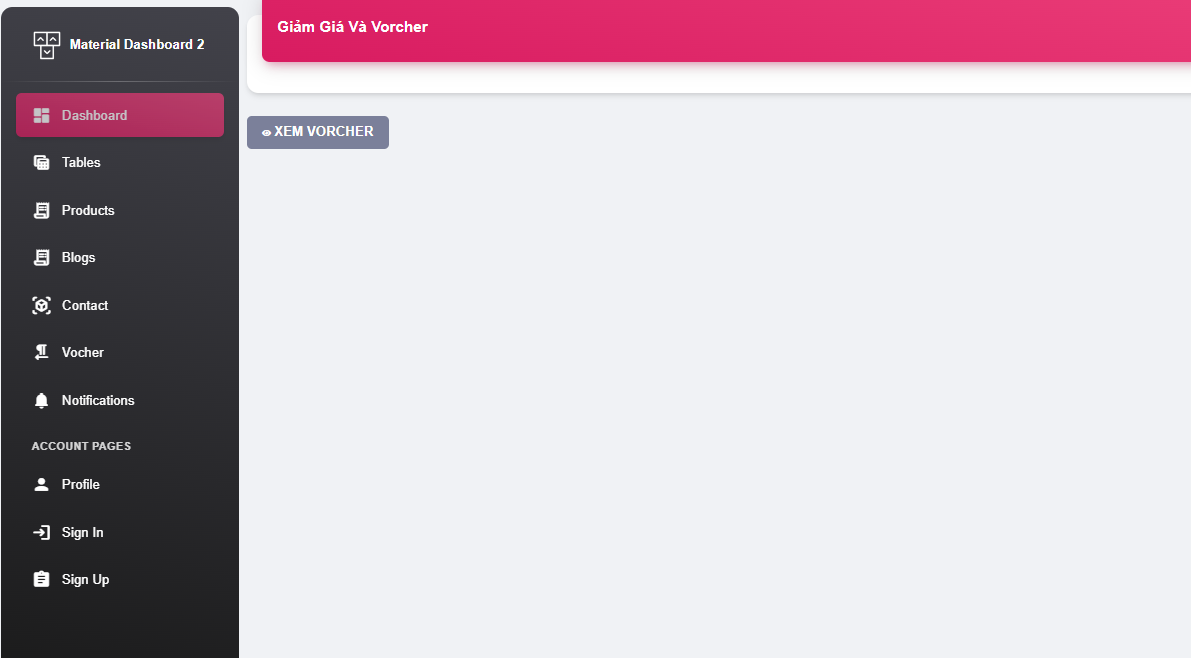 Material Dashboard 2
Dashboard
Tables
Products
Blogs
Contact
Vocher
Notifications
ACCOUNT PAGES
Profile
Sign In
Sign Up
Giảm Giá Và Vorcher
XEM VORCHER